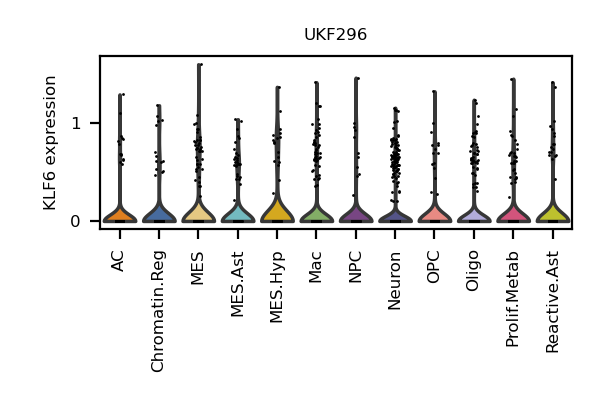 UKF296
KLF6 expression
1
0
AC
Chromatin.Reg
MES
MES.Ast
MES.Hyp
Mac
NPC
Neuron
OPC
Oligo
Prolif.Metab
Reactive.Ast